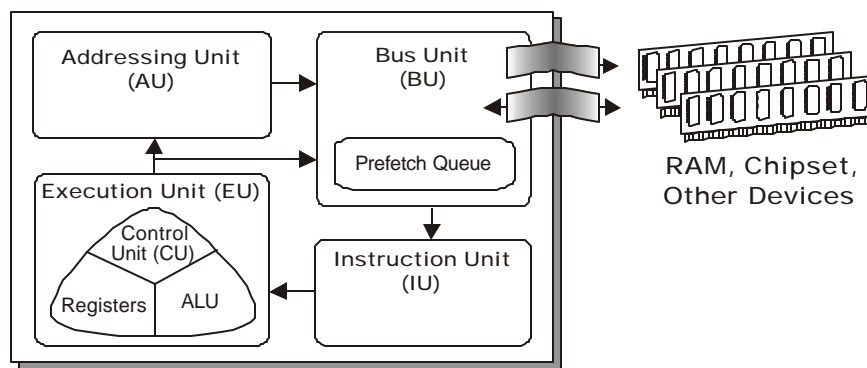 Addressing Unit
(AU)
Bus Unit
(BU)
Prefetch Queue
RAM, Chipset,
Other Devices
Execution Unit (EU)
Control
Unit (CU)
Registers
ALU
Instruction Unit
(IU)